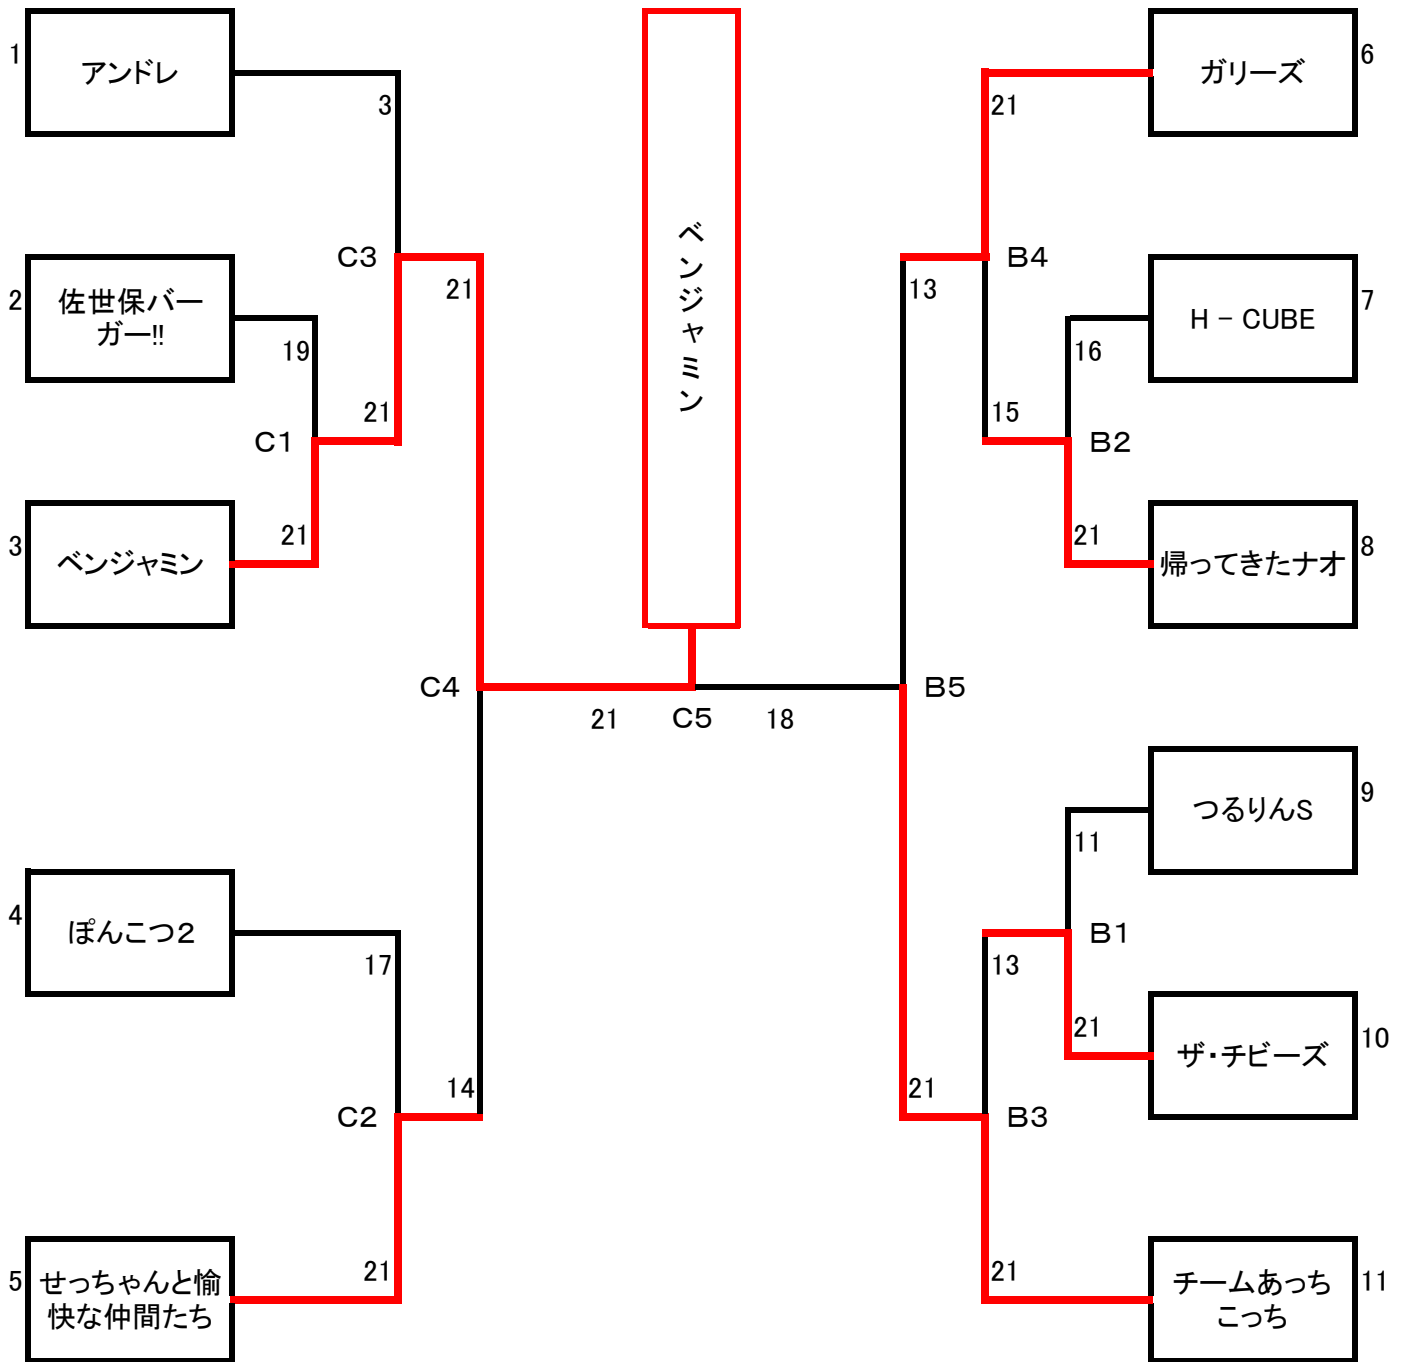 1
アンドレ
3
C3
21
2
佐世保バー
ガー!!
19
21
C1
3
ベンジャミン
21
C4
4
ぽんこつ２
17
14
C2
5
せっちゃんと愉
快な仲間たち
21
ベンジャミン
21
C5
18
6
ガリーズ
21
B4
13
7
H − CUBE
16
15
B2
21
8
帰ってきたナオ
B5
9
つるりんS
11
B1
13
21
10
ザ・チビーズ
21
B3
21
11
チームあっち
こっち